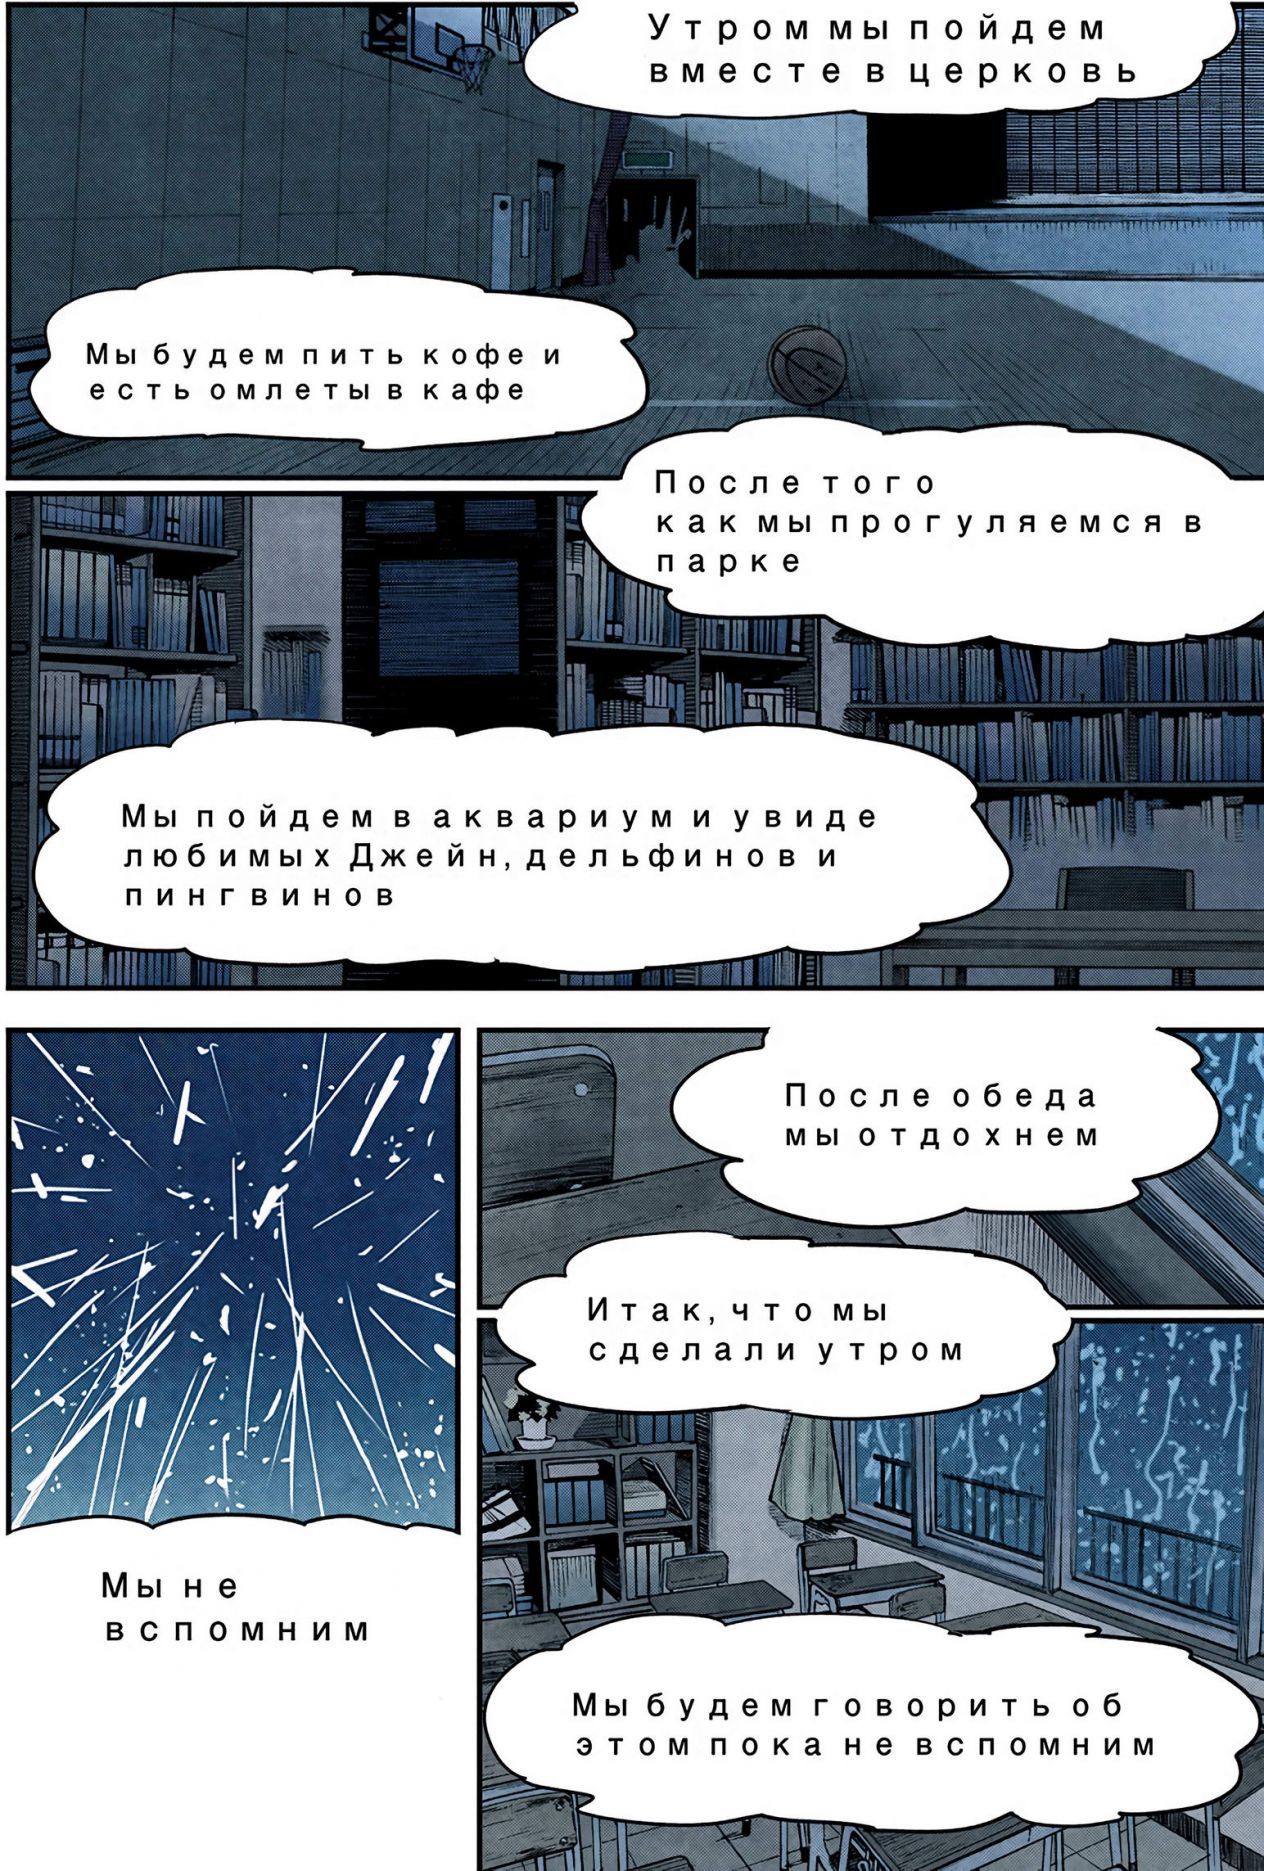 Утром мы пойдем
вместе в церковь
Мы будем пить кофе и
есть омлеты в кафе
После того
как мы прогуляемся в
парке
Мы пойдем в аквариум и увиде
любимых Джейн, дельфинов и
пингвинов
После обеда
мы отдохнем
Итак, что мы
сделали утром
Мы будем говорить об
этом пока не вспомним
Мы не
вспомним